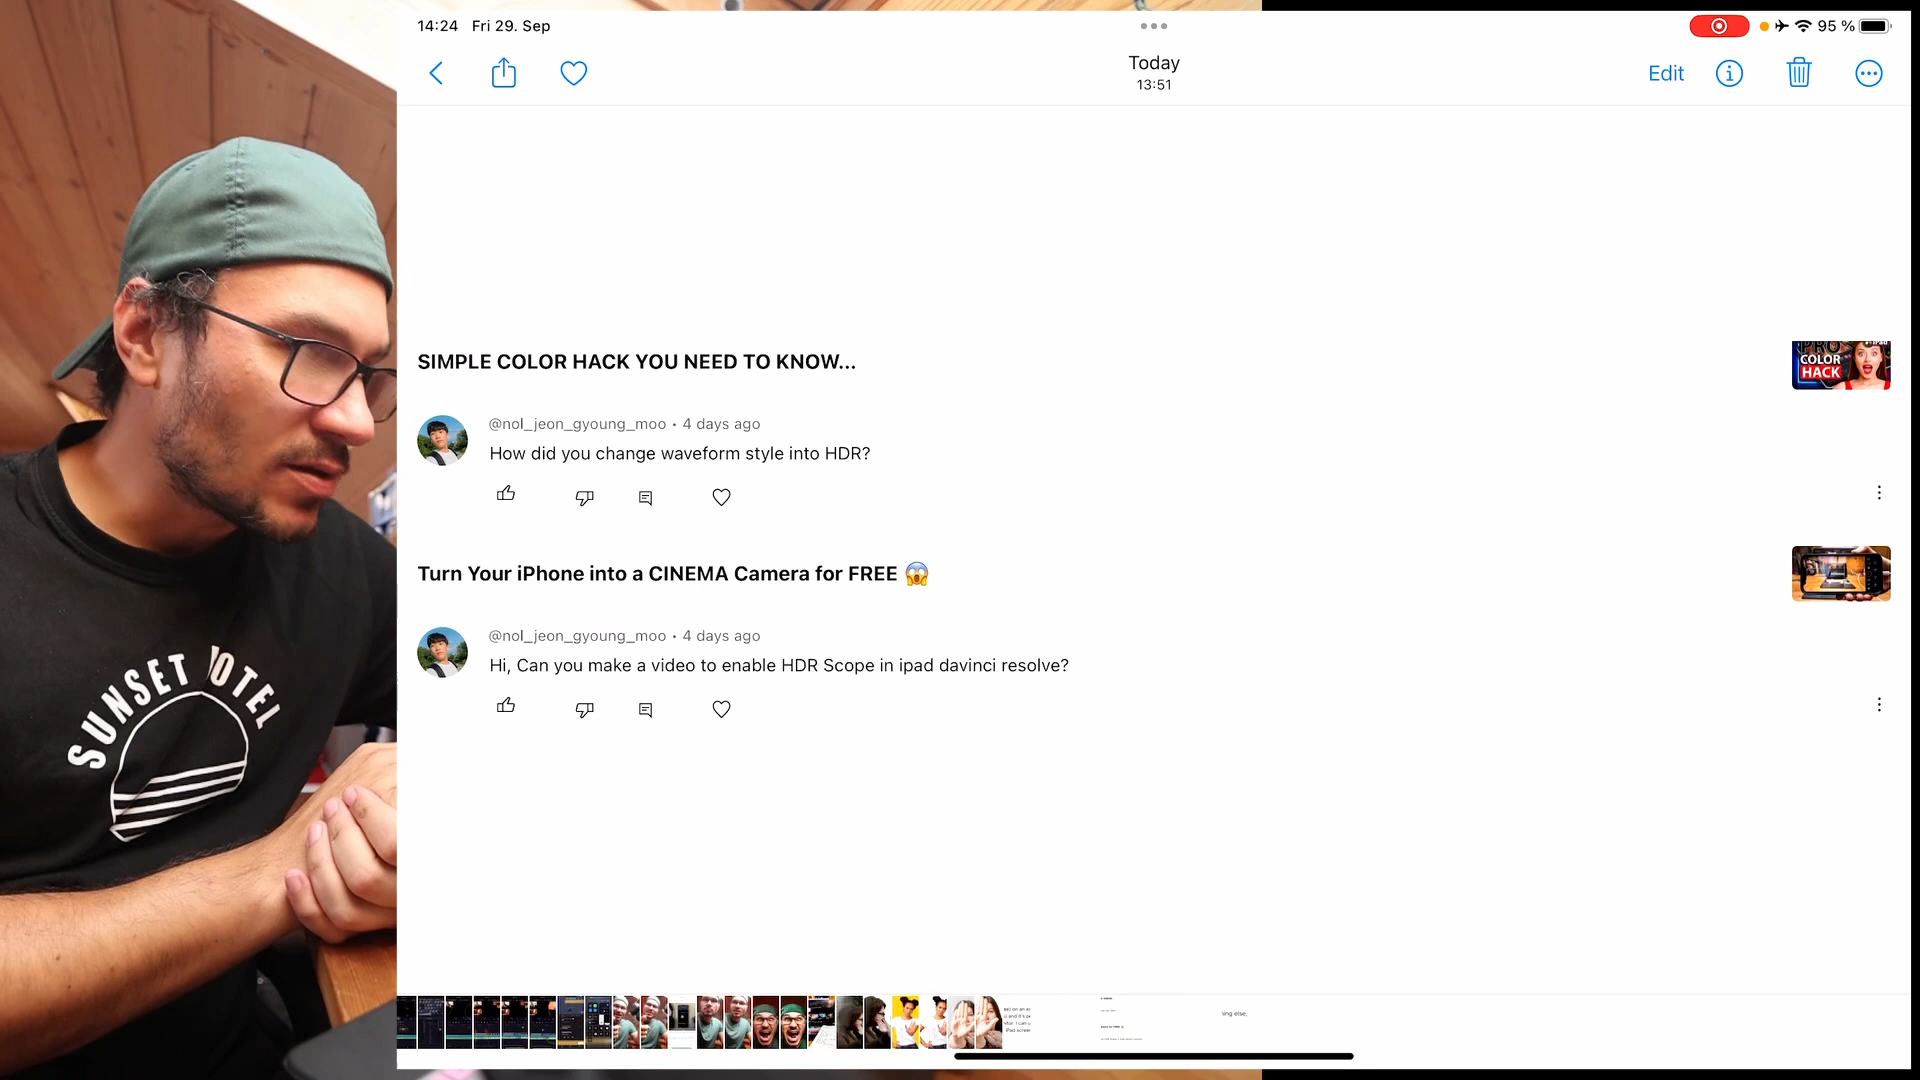 14:24 Fri 29. Sep
95 %
Today
13:51
Edit
SIMPLE COLOR HACK YOU NEED TO KNOW...
COLOR
HACK
@nol_jeon_gyoung_moo • 4 days ago
How did you change waveform style into HDR?
Turn Your iPhone into a CINEMA Camera for FREE 😱
@nol_jeon_gyoung_moo • 4 days ago
Hi, Can you make a video to enable HDR Scope in ipad davinci resolve?
SUNSET
ing else,